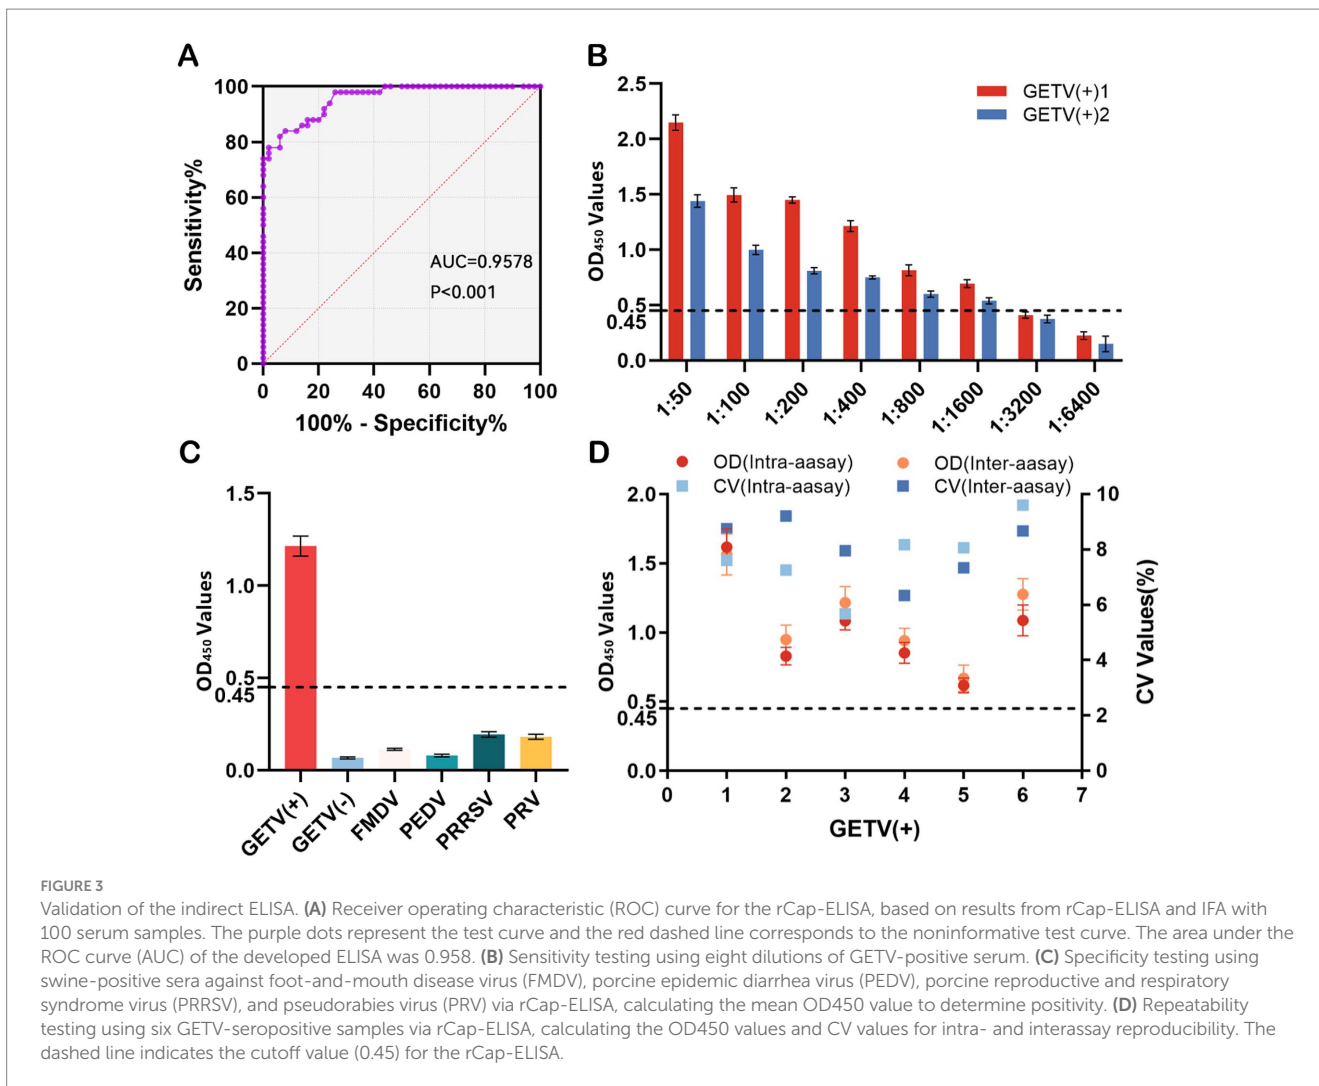 A
100
80
60
40
20
0
Sensitivity%
AUC=0.9578
P<0.001
0 20 40 60 80 100
100% - Specificity%
B
2.5
2.0
1.5
1.0
0.5
0.45
0.0
OD450 Values
GETV(+)1
GETV(+)2
1:50 1:100 1:200 1:400 1:800 1:1600 1:3200 1:6400
C
1.5
1.0
0.5
0.45
0.0
OD450 Values
GETV(+) GETV(-) FMDV PEDV PRRSV PRV
D
OD(Intra-aasay) OD(Inter-aasay)
CV(Intra-aasay) CV(Inter-aasay)
2.0
1.5
1.0
0.5
0.45
0.0
OD450 Values
10
8
6
4
2
0
CV Values(%)
0 1 2 3 4 5 6 7
GETV(+)
FIGURE 3
Validation of the indirect ELISA. (A) Receiver operating characteristic (ROC) curve for the rCap-ELISA, based on results from rCap-ELISA and IFA with
100 serum samples. The purple dots represent the test curve and the red dashed line corresponds to the noninformative test curve. The area under the
ROC curve (AUC) of the developed ELISA was 0.958. (B) Sensitivity testing using eight dilutions of GETV-positive serum. (C) Specificity testing using
swine-positive sera against foot-and-mouth disease virus (FMDV), porcine epidemic diarrhea virus (PEDV), porcine reproductive and respiratory
syndrome virus (PRRSV), and pseudorabies virus (PRV) via rCap-ELISA, calculating the mean OD450 value to determine positivity. (D) Repeatability
testing using six GETV-seropositive samples via rCap-ELISA, calculating the OD450 values and CV values for intra- and interassay reproducibility. The
dashed line indicates the cutoff value (0.45) for the rCap-ELISA.